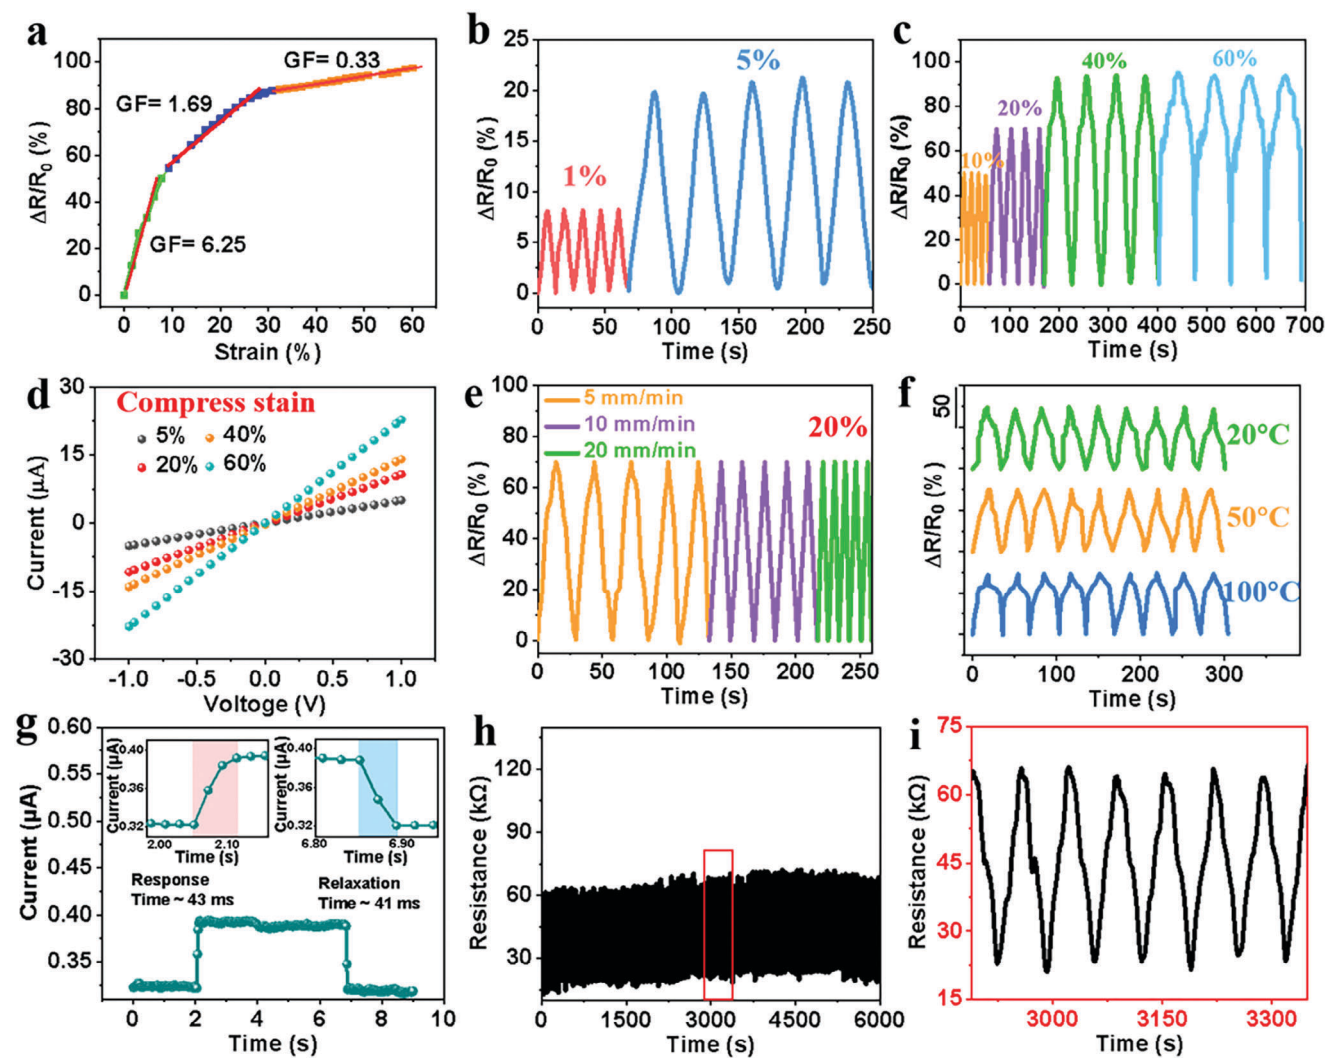 a
100
80
60
40
20
0
ΔR/R0 (%)
GF= 0.33
GF= 1.69
GF= 6.25
0 10 20 30 40 50 60
Strain (%)
b
25
20
15
10
5
0
ΔR/R0 (%)
1%
5%
0 50 100 150 200 250
Time (s)
c
100
80
60
40
20
0
ΔR/R0 (%)
10%
20%
40%
60%
0 100 200 300 400 500 600 700
Time (s)
d
30
15
0
-15
-30
Current (µA)
Compress stain
5% 40%
20% 60%
-1.0 -0.5 0.0 0.5 1.0
Voltoge (V)
e
100
80
60
40
20
0
ΔR/R0 (%)
5 mm/min
10 mm/min
20 mm/min
20%
0 50 100 150 200 250
Time (s)
f
50
ΔR/R0 (%)
20°C
50°C
100°C
0 100 200 300
Time (s)
g
0.60
0.55
0.50
0.45
0.40
0.35
Current (µA)
0.40
0.36
0.32
Current (µA)
2.00 2.10
Time (s)
0.40
0.36
0.32
Current (µA)
6.80 6.90
Time (s)
Response
Time ~ 43 ms
Relaxation
Time ~ 41 ms
0 2 4 6 8 10
Time (s)
h
120
90
60
30
Resistance (kΩ)
0 1500 3000 4500 6000
Time (s)
i
75
60
45
30
15
Resistance (kΩ)
3000 3150 3300
Time (s)